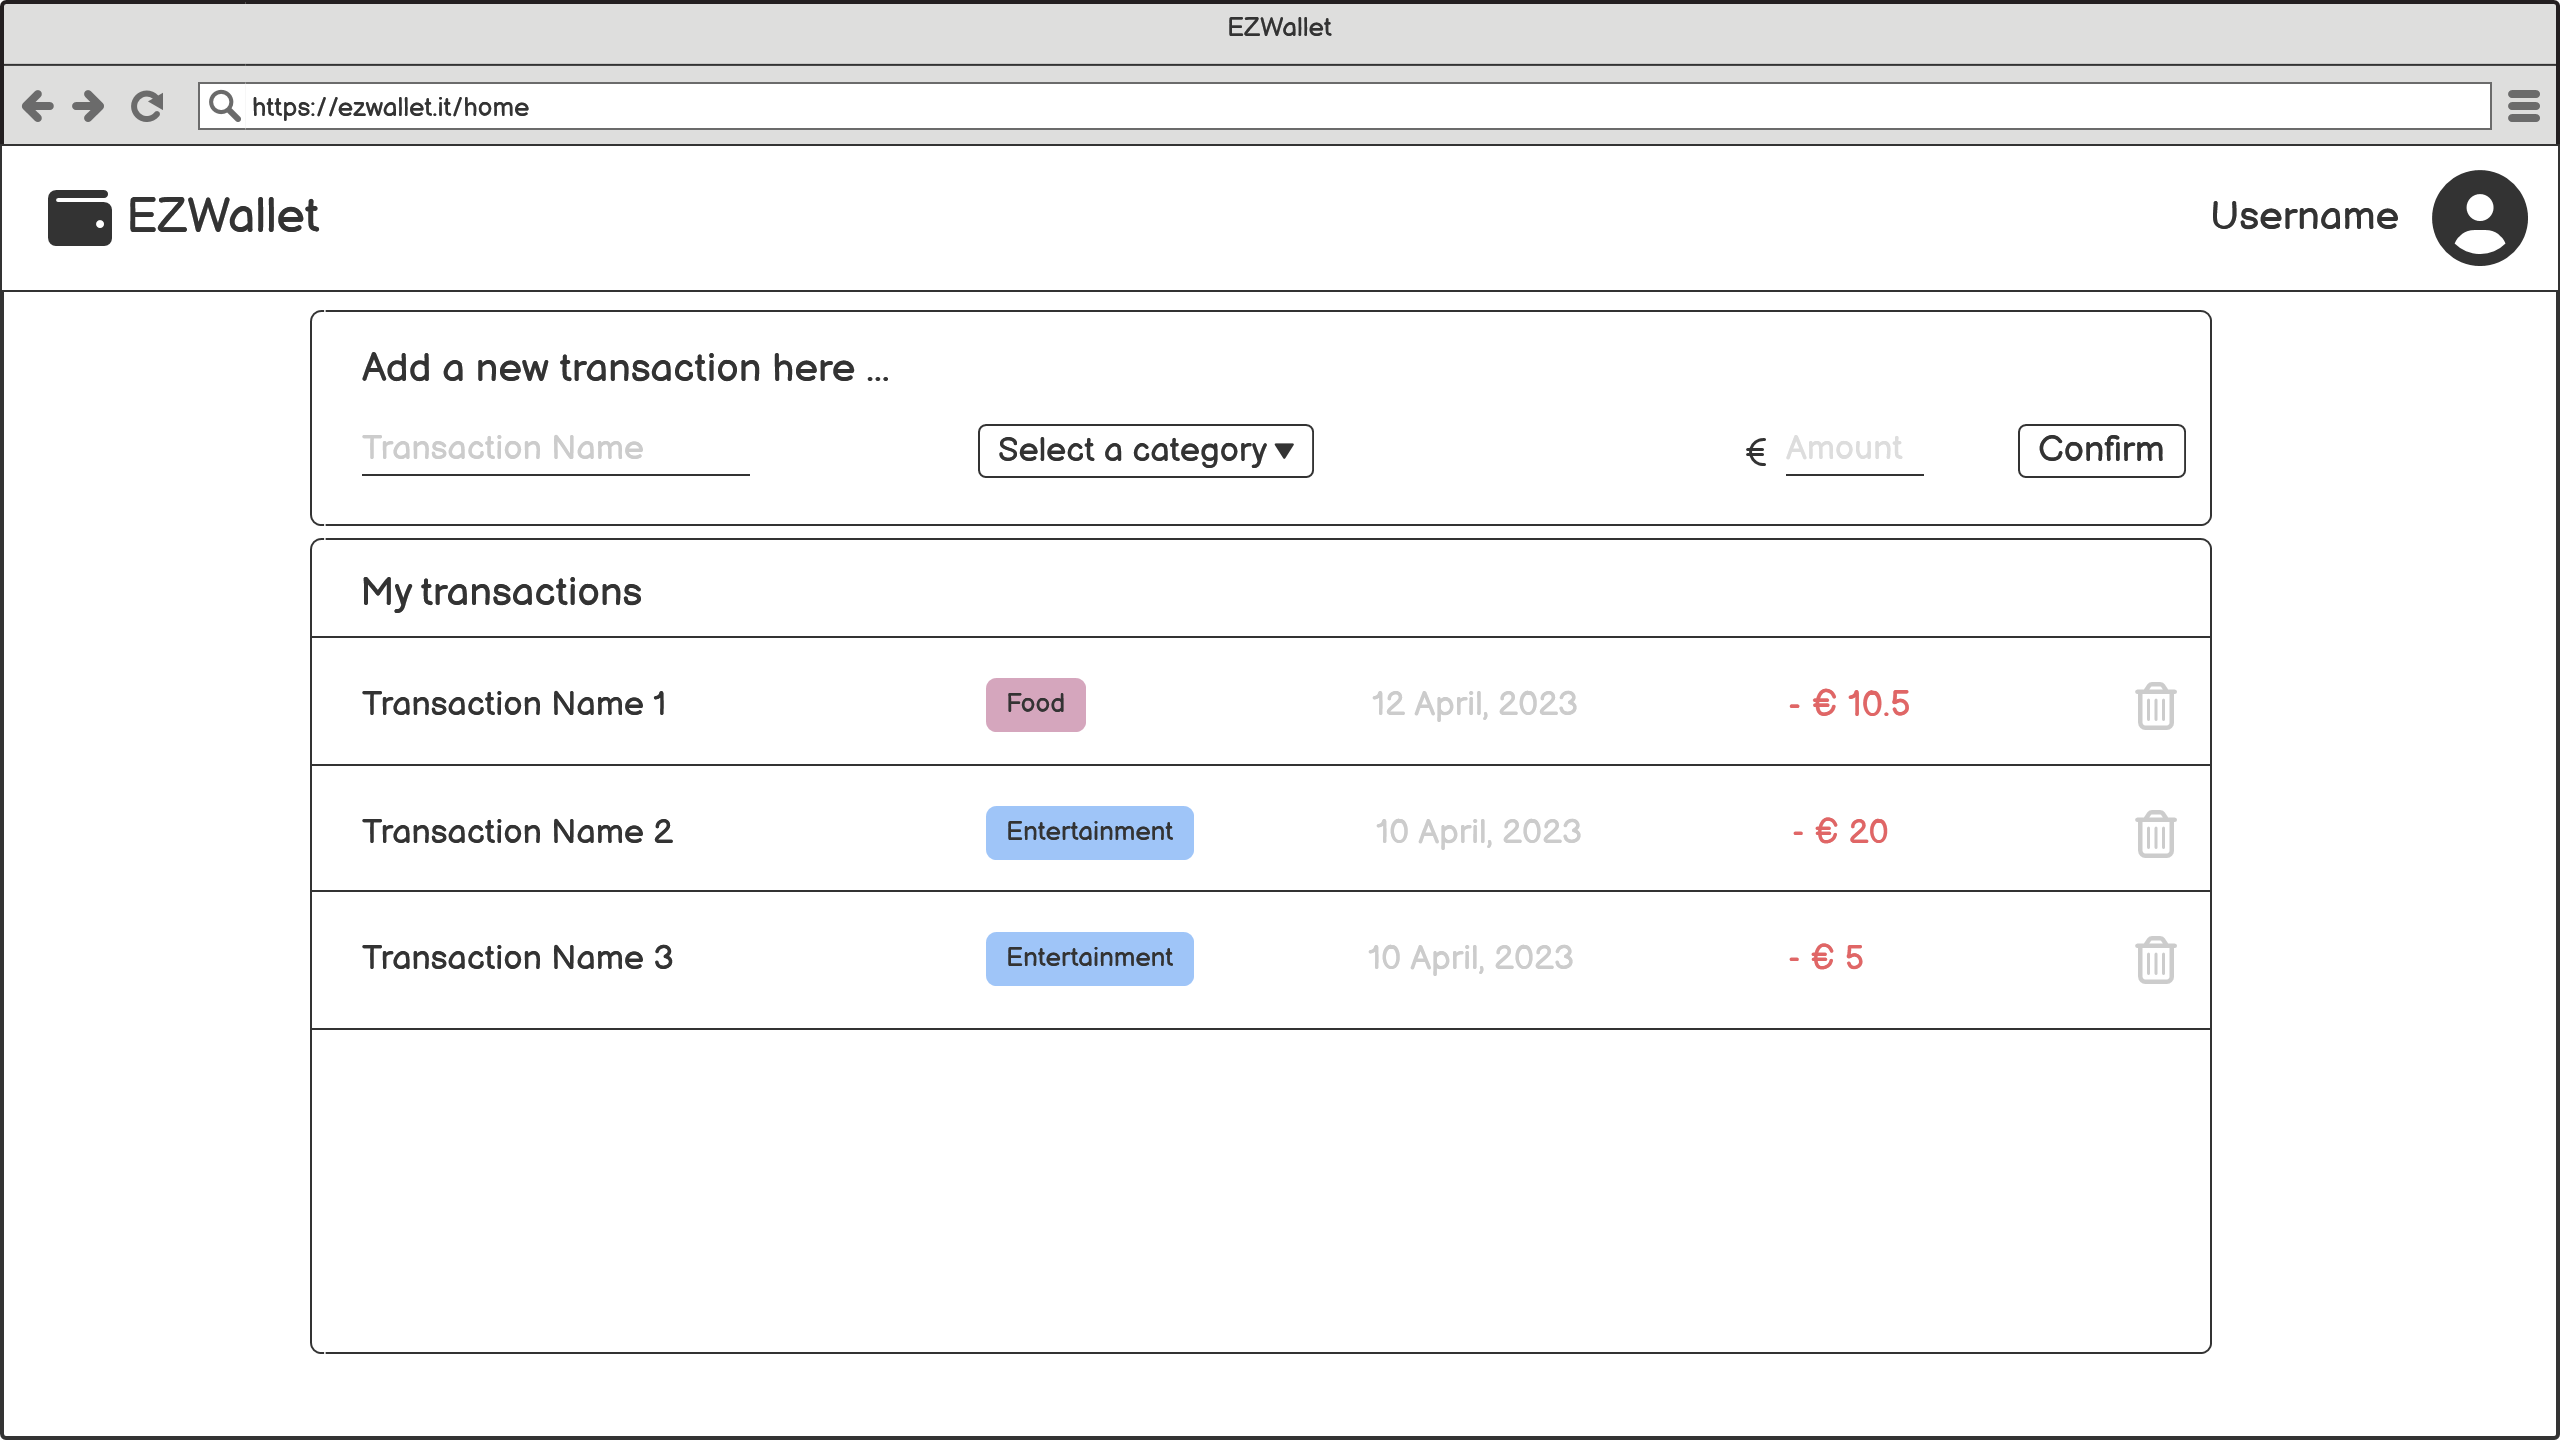 EZWallet
https://ezwallet.it/home
EZWallet
Username
Add a new transaction here ...
Transaction Name
Select a category
€ Amount
Confirm
My transactions
Transaction Name 1 Food 12 April, 2023 - € 10.5
Transaction Name 2 Entertainment 10 April, 2023 - € 20
Transaction Name 3 Entertainment 10 April, 2023 - € 5